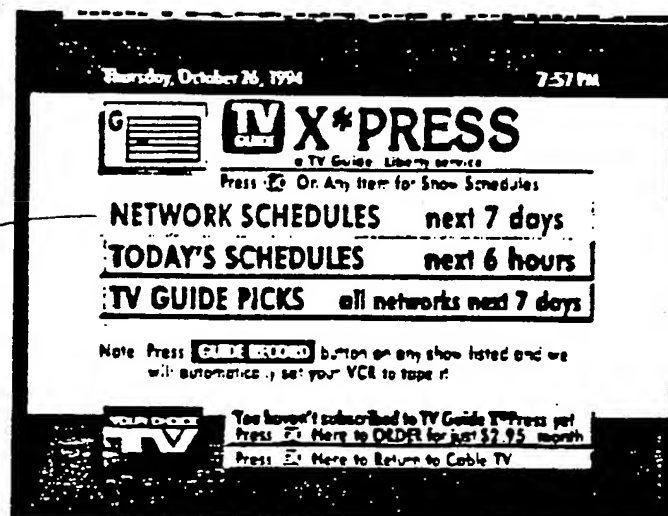 Thursday, October 26, 1994 7:57 PM
G
TV GUIDE X*PRESS
a TV Guide Liberty service
Press Or Any Item for Show Schedules
NETWORK SCHEDULES next 7 days
TODAY'S SCHEDULES next 6 hours
TV GUIDE PICKS all networks next 7 days
Note Press GUIDE RECORD button on any show listed and we
will automatically set your VCR to tape it
TV
You haven't subscribed to TV Guide X*Press yet
Press Here to ORDER for just $2.95 month
Press Here to Return to Cable TV